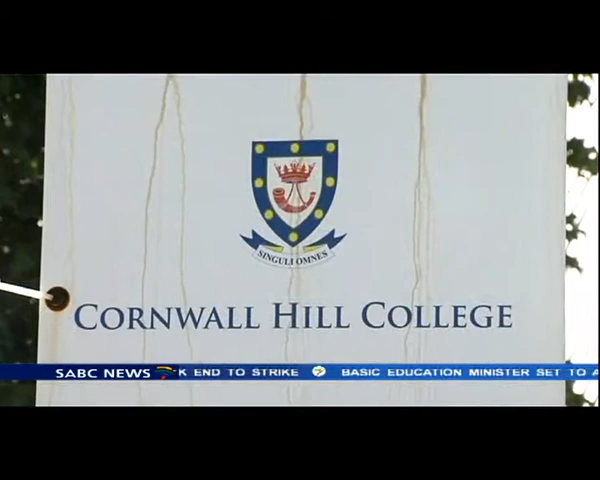 SINGULI OMNES
CORNWALL HILL COLLEGE
SABC NEWS K END TO STRIKE BASIC EDUCATION MINISTER SET TO A